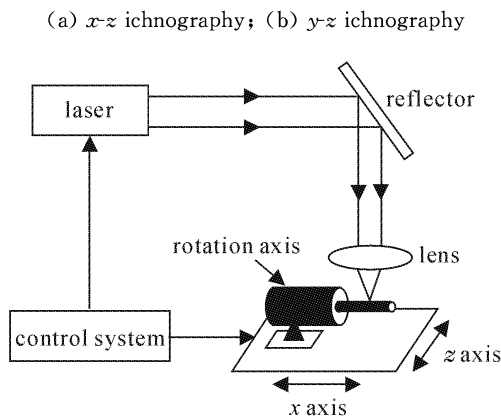 (a) x-z ichnography; (b) y-z ichnography
laser
reflector
rotation axis
lens
control system
z axis
x axis